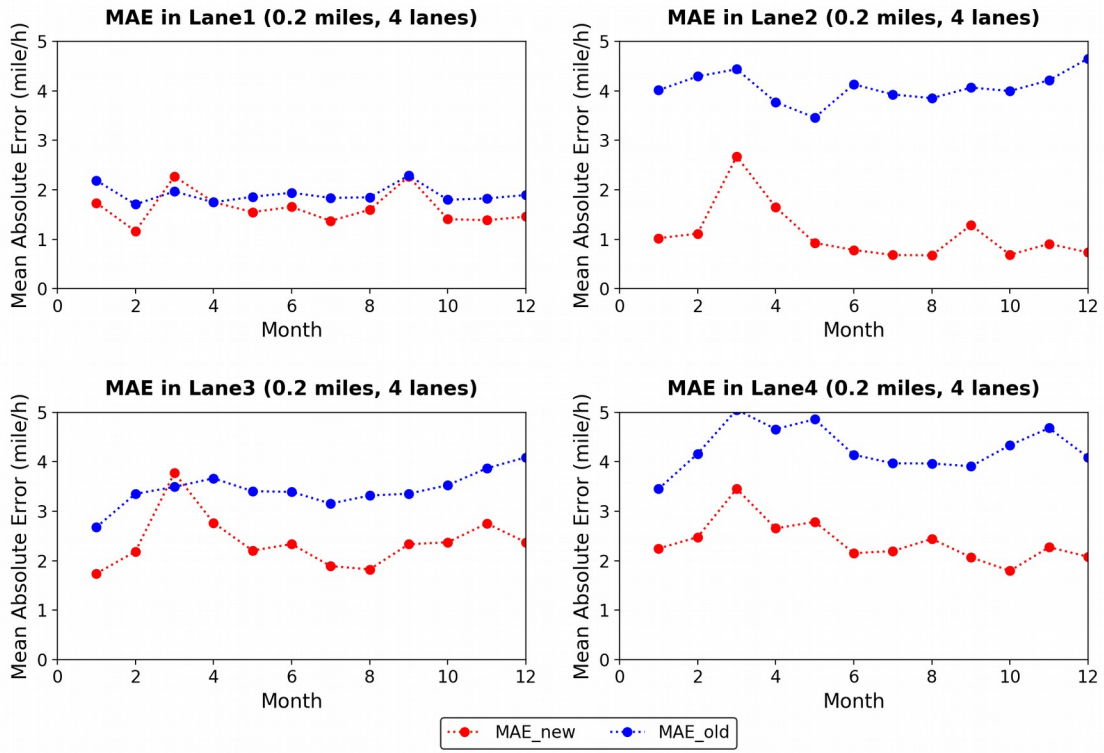 MAE in Lane1 (0.2 miles, 4 lanes)
Mean Absolute Error (mile/h)
5
4
3
2
1
0
0 2 4 6 8 10 12
Month
MAE in Lane2 (0.2 miles, 4 lanes)
Mean Absolute Error (mile/h)
5
4
3
2
1
0
0 2 4 6 8 10 12
Month
MAE in Lane3 (0.2 miles, 4 lanes)
Mean Absolute Error (mile/h)
5
4
3
2
1
0
0 2 4 6 8 10 12
Month
MAE in Lane4 (0.2 miles, 4 lanes)
Mean Absolute Error (mile/h)
5
4
3
2
1
0
0 2 4 6 8 10 12
Month
MAE_new MAE_old